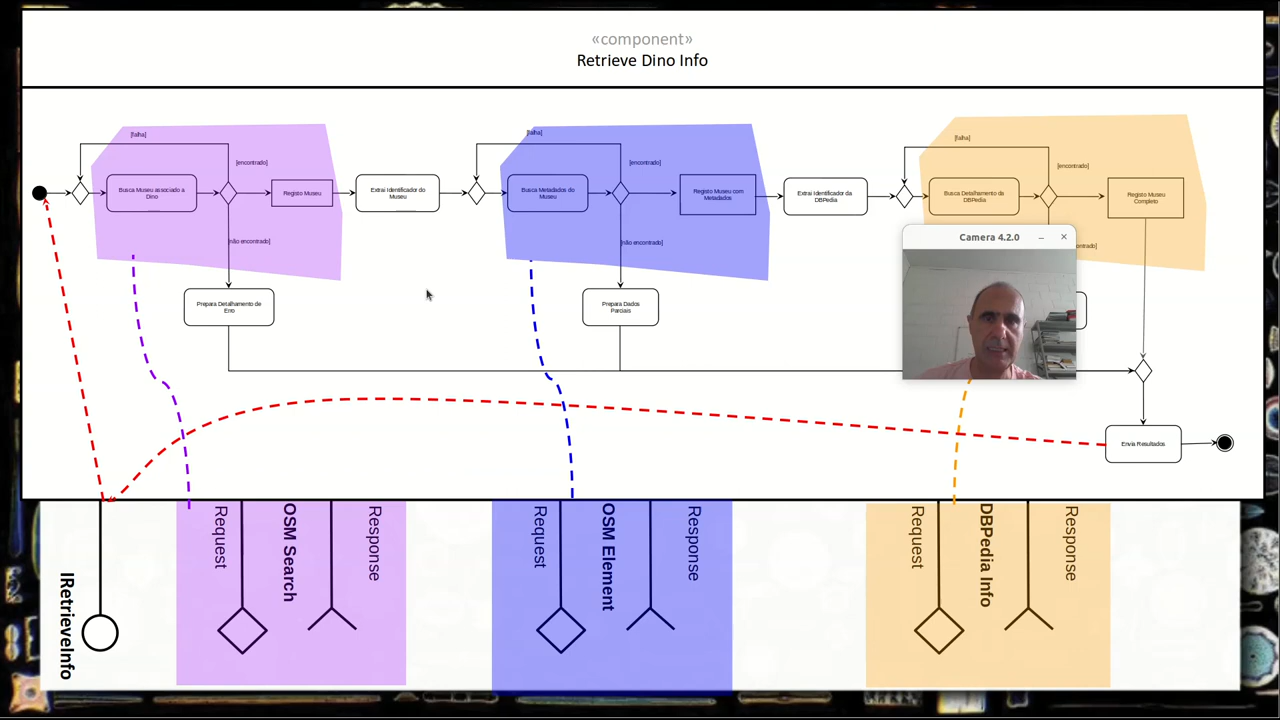 «component»
Retrieve Dino Info
[falha]
[encontrado]
Busca Museu associado a
Dino
Registo Museu
[não encontrado]
Prepara Detalhamento de
Erro
Extrai Identificador do
Museu
[falha]
[encontrado]
Busca Metadados do
Museu
Registo Museu com
Metadados
[não encontrado]
Prepara Dados
Parciais
Extrai Identificador da
DBPedia
[falha]
[encontrado]
Busca Detalhamento da
DBPedia
Registo Museu
Completo
Camera 4.2.0
Envia Resultados
IRetrieveInfo
Request
OSM Search
Response
Request
OSM Element
Response
Request
DBPedia Info
Response